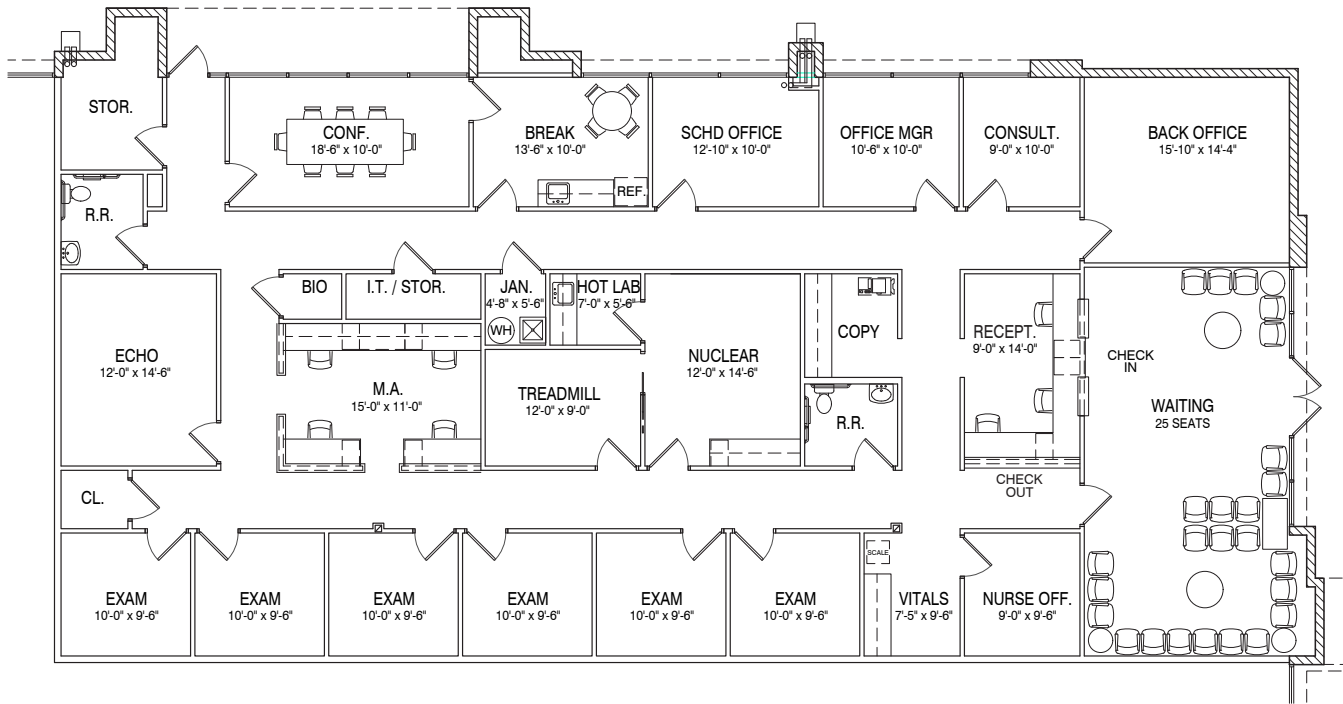 STOR.
CONF.
18'-6" x 10'-0"
BREAK
13'-6" x 10'-0"
REF.
SCHD OFFICE
12'-10" x 10'-0"
OFFICE MGR
10'-6" x 10'-0"
CONSULT.
9'-0" x 10'-0"
BACK OFFICE
15'-10" x 14'-4"
R.R.
BIO
I.T. / STOR.
JAN.
4'-8" x 5'-6"
WH
HOT LAB
7'-0" x 5'-6"
ECHO
12'-0" x 14'-6"
M.A.
15'-0" x 11'-0"
TREADMILL
12'-0" x 9'-0"
NUCLEAR
12'-0" x 14'-6"
COPY
R.R.
RECEPT.
9'-0" x 14'-0"
CHECK
IN
WAITING
25 SEATS
CL.
CHECK
OUT
EXAM
10'-0" x 9'-6"
EXAM
10'-0" x 9'-6"
EXAM
10'-0" x 9'-6"
EXAM
10'-0" x 9'-6"
EXAM
10'-0" x 9'-6"
EXAM
10'-0" x 9'-6"
SCALE
VITALS
7'-5" x 9'-6"
NURSE OFF.
9'-0" x 9'-6"